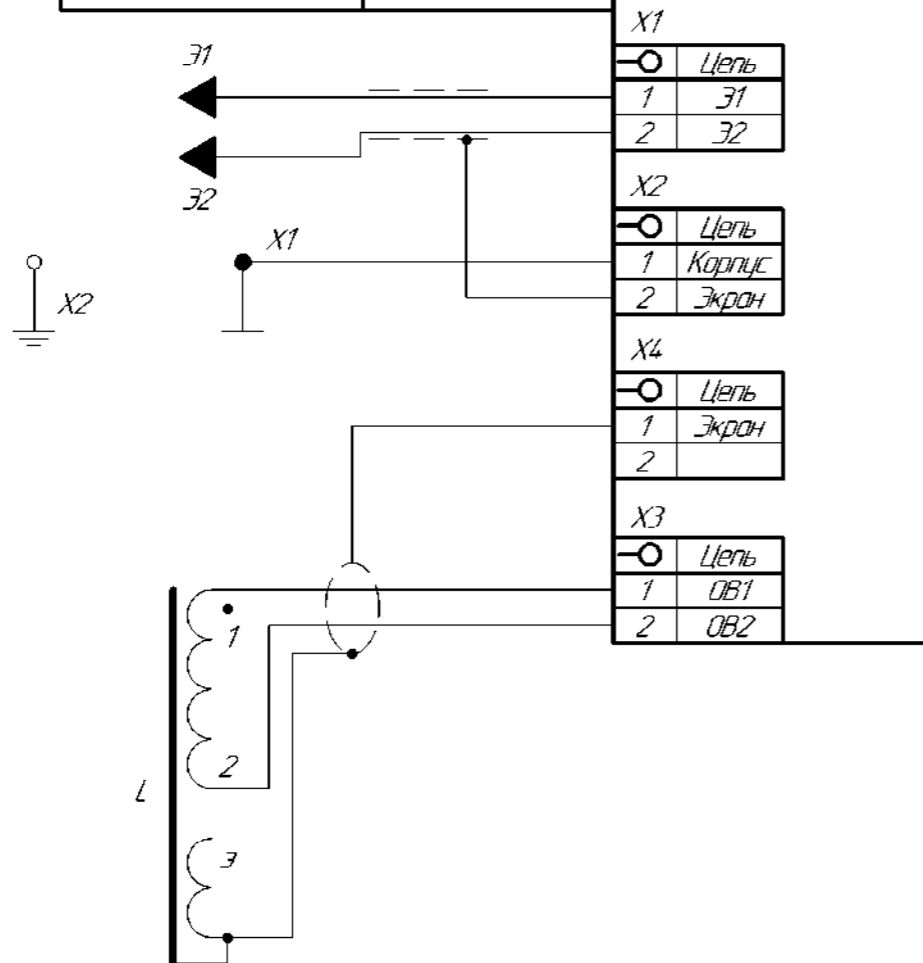 X1
Цепь
Э1
1 Э1
2 Э2
Э2
X2
Цепь
X1
1 Корпус
X2
2 Экран
X4
Цепь
1 Экран
2
X3
Цепь
1 ОВ1
1
2 ОВ2
2
L
3